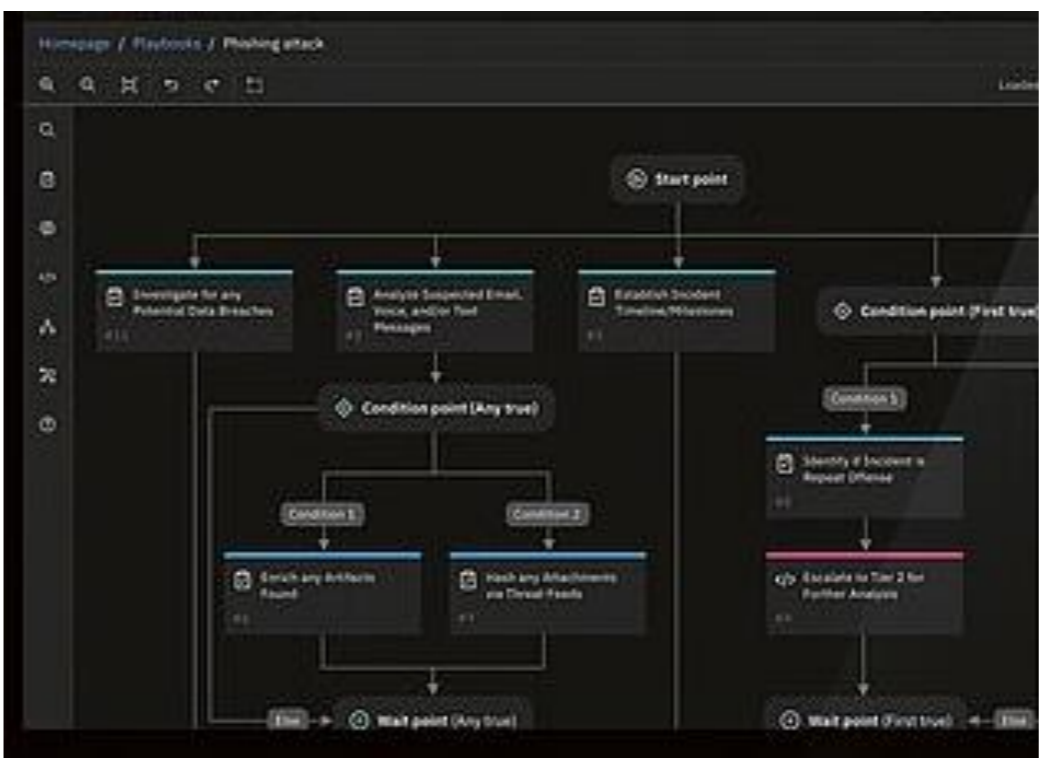 Homepage / Playbooks / Phishing attack
Start point
Investigate for any
Potential Data Breaches
Analyze Suspected Email,
Voice, and/or Text
Messages
Establish Incident
Timeline/Milestones
Condition point (First true)
Condition point (Any true)
Condition 1
Identify if Incident is
Repeat Offense
Condition 1
Condition 2
Enrich any Artifacts
Found
Hash any Attachments
via Threat Feeds
Escalate to Tier 2 for
Further Analysis
Else
Wait point (Any true)
Wait point (First true)
Else